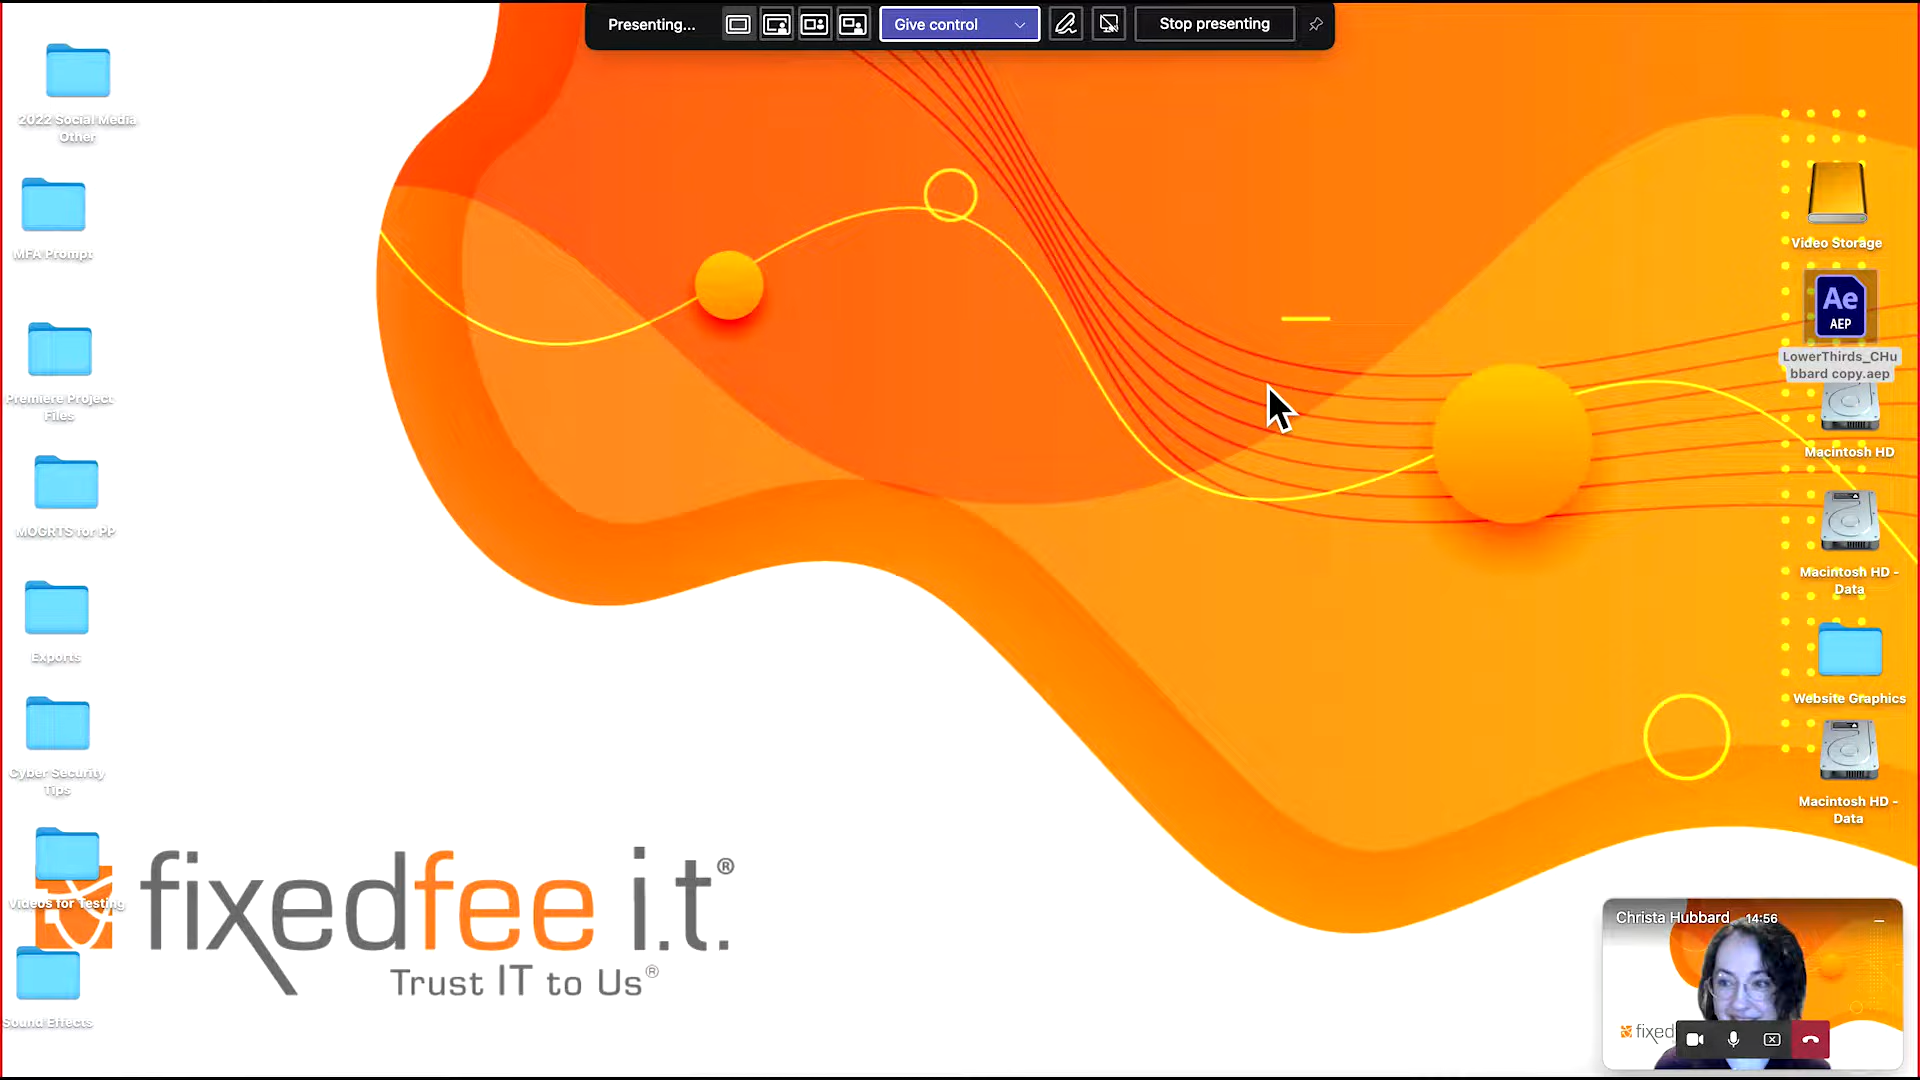 Presenting...
Give control
Stop presenting
2022 Social Media
Other
MFA Prompt
Premiere Project
Files
MOGRTS for PP
Exports
Cyber Security
Tips
Videos for Testing
Sound Effects
fixedfee i.t.®
Trust IT to Us®
Video Storage
Ae
AEP
LowerThirds_CHu
bbard copy.aep
Macintosh HD
Macintosh HD -
Data
Website Graphics
Macintosh HD -
Data
Christa Hubbard 14:56
fixed